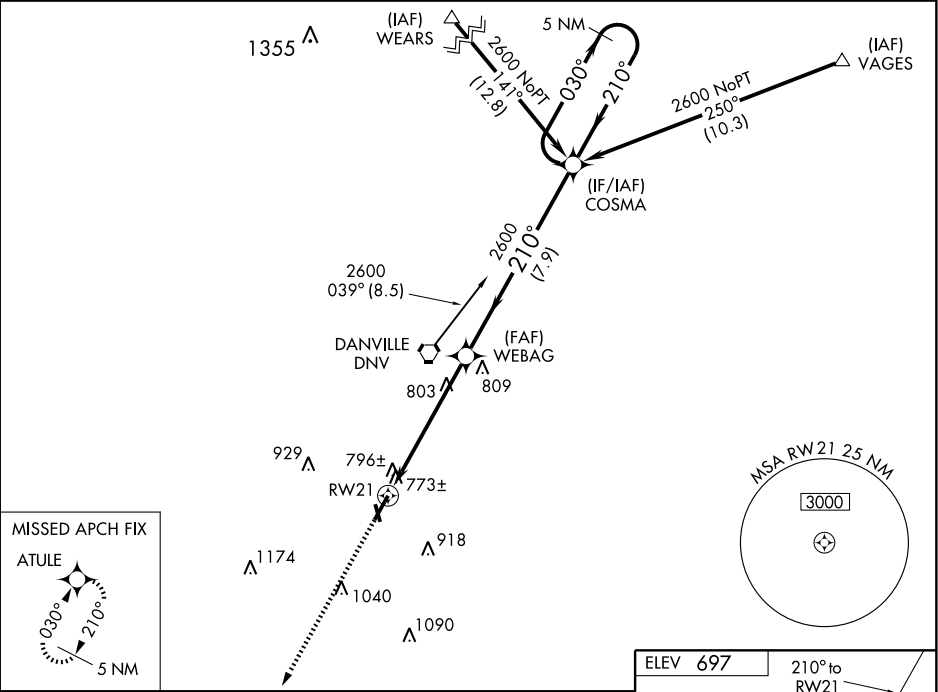 1355
(IAF)
WEARS
2600 NoPT
141°
(12.8)
5 NM
030°
210°
(IAF)
VAGES
2600 NoPT
250°
(10.3)
(IF/IAF)
COSMA
2600
210°
(7.9)
2600
039° (8.5)
DANVILLE
DNV
(FAF)
WEBAG
803
809
929
796±
RW21
773±
MSA RW21 25 NM
3000
MISSED APCH FIX
ATULE
030°
210°
5 NM
1174
918
1040
1090
ELEV 697
210° to
RW21